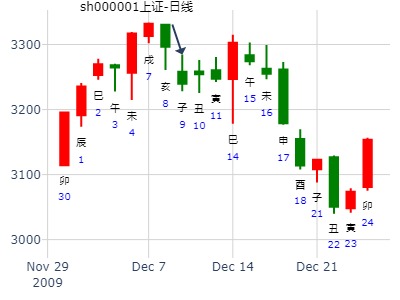 sh000001上证-日线
3300
3200
3100
3000
卯
30
辰
1
巳
2
午
3
未
4
戌
7
亥
8
子
9
丑
10
寅
11
巳
14
午
15
未
16
申
17
酉
18
子
21
丑
22
寅
23
卯
24
Nov 29
2009
Dec 7
Dec 14
Dec 21